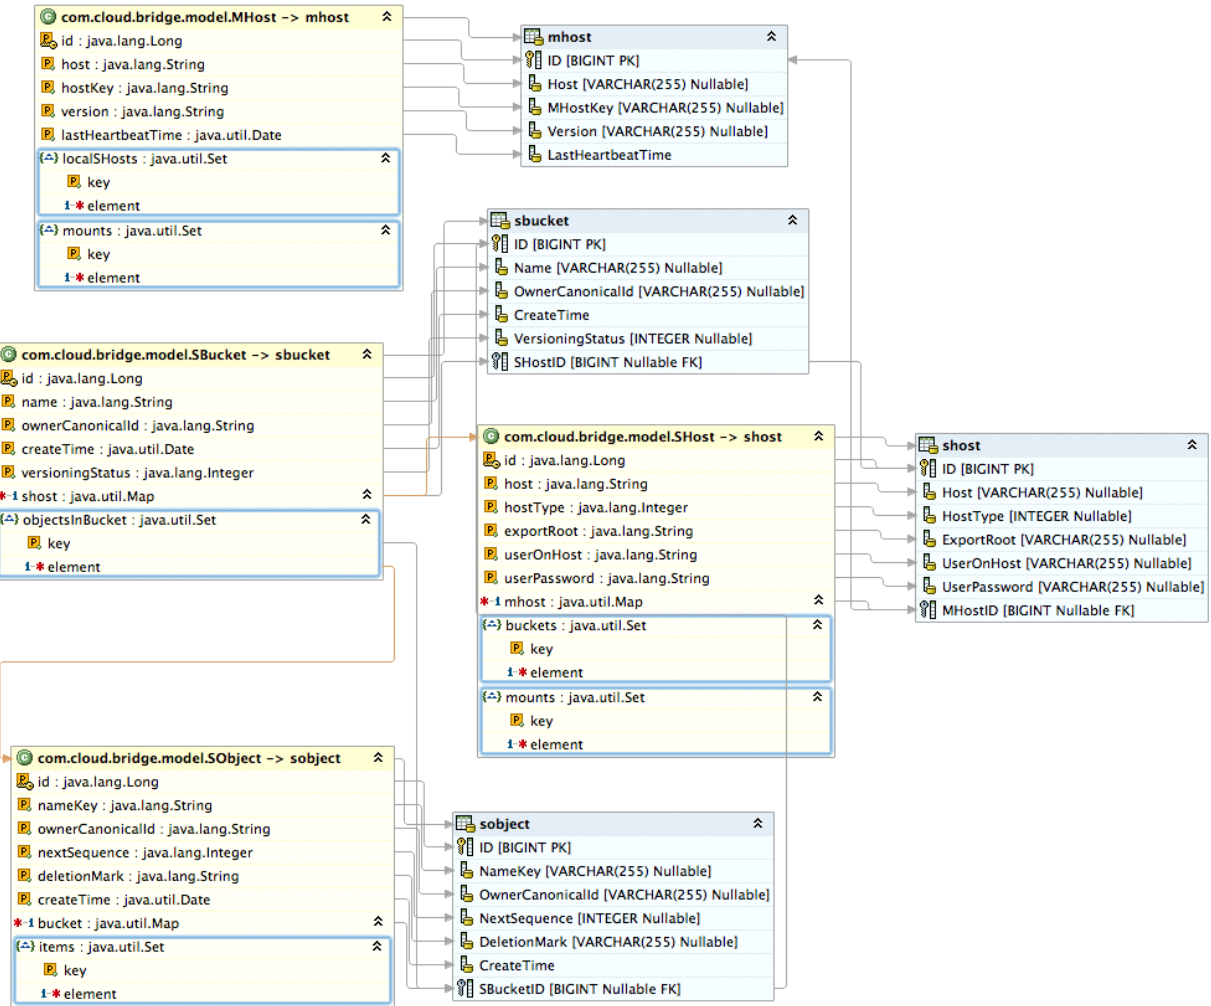 com.cloud.bridge.model.MHost -> mhost
id : java.lang.Long
host : java.lang.String
hostKey : java.lang.String
version : java.lang.String
lastHeartbeatTime : java.util.Date
localSHosts : java.util.Set
key
element
mounts : java.util.Set
key
element
mhost
ID [BIGINT PK]
Host [VARCHAR(255) Nullable]
MHostKey [VARCHAR(255) Nullable]
Version [VARCHAR(255) Nullable]
LastHeartbeatTime
sbucket
ID [BIGINT PK]
Name [VARCHAR(255) Nullable]
OwnerCanonicalId [VARCHAR(255) Nullable]
CreateTime
VersioningStatus [INTEGER Nullable]
SHostID [BIGINT Nullable FK]
com.cloud.bridge.model.SBucket -> sbucket
id : java.lang.Long
name : java.lang.String
ownerCanonicalId : java.lang.String
createTime : java.util.Date
versioningStatus : java.lang.Integer
shost : java.util.Map
objectsInBucket : java.util.Set
key
element
com.cloud.bridge.model.SHost -> shost
id : java.lang.Long
host : java.lang.String
hostType : java.lang.Integer
exportRoot : java.lang.String
userOnHost : java.lang.String
userPassword : java.lang.String
mhost : java.util.Map
buckets : java.util.Set
key
element
mounts : java.util.Set
key
element
shost
ID [BIGINT PK]
Host [VARCHAR(255) Nullable]
HostType [INTEGER Nullable]
ExportRoot [VARCHAR(255) Nullable]
UserOnHost [VARCHAR(255) Nullable]
UserPassword [VARCHAR(255) Nullable]
MHostID [BIGINT Nullable FK]
com.cloud.bridge.model.SObject -> sobject
id : java.lang.Long
nameKey : java.lang.String
ownerCanonicalId : java.lang.String
nextSequence : java.lang.Integer
deletionMark : java.lang.String
createTime : java.util.Date
bucket : java.util.Map
items : java.util.Set
key
element
sobject
ID [BIGINT PK]
NameKey [VARCHAR(255) Nullable]
OwnerCanonicalId [VARCHAR(255) Nullable]
NextSequence [INTEGER Nullable]
DeletionMark [VARCHAR(255) Nullable]
CreateTime
SBucketID [BIGINT Nullable FK]